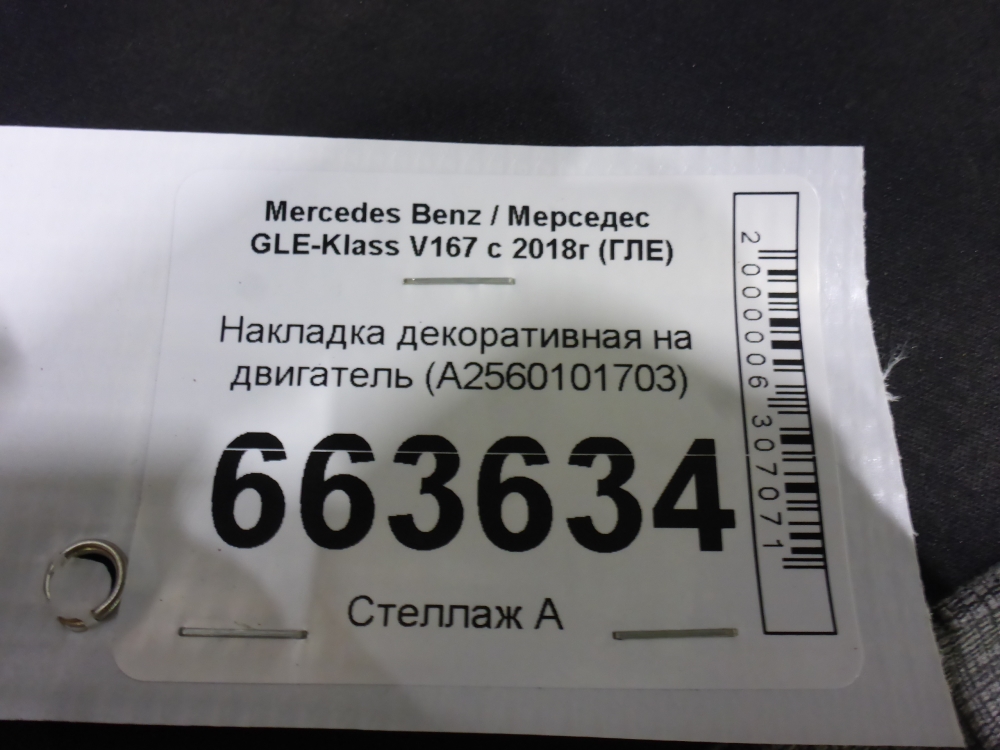 Mercedes Benz / Мерседес
GLE-Klass V167 с 2018г (ГЛЕ)
Накладка декоративная на
двигатель (A2560101703)
663634
Стеллаж А
2000006307071